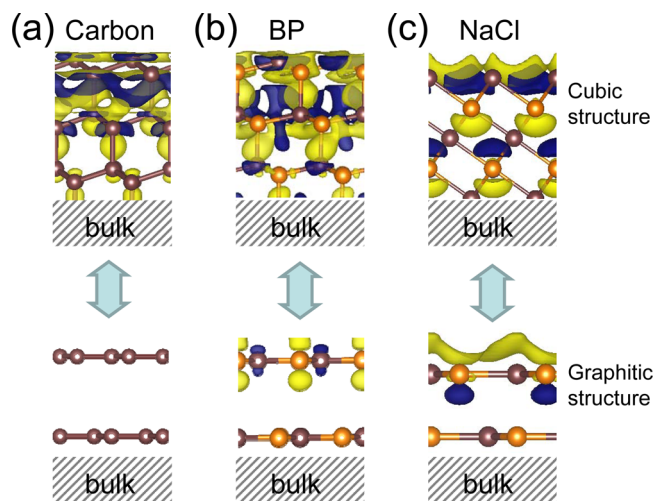 (a) Carbon (b) BP (c) NaCl
Cubic
structure
bulk bulk bulk
Graphitic
structure
bulk bulk bulk